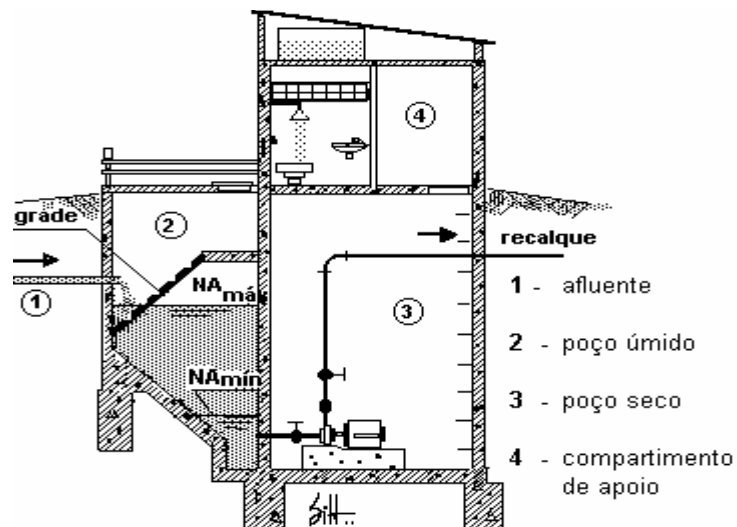 4
grade
2
recalque
NAmá
1
1 - afluente
3
2 - poço úmido
NAmín
3 - poço seco
4 - compartimento
de apoio